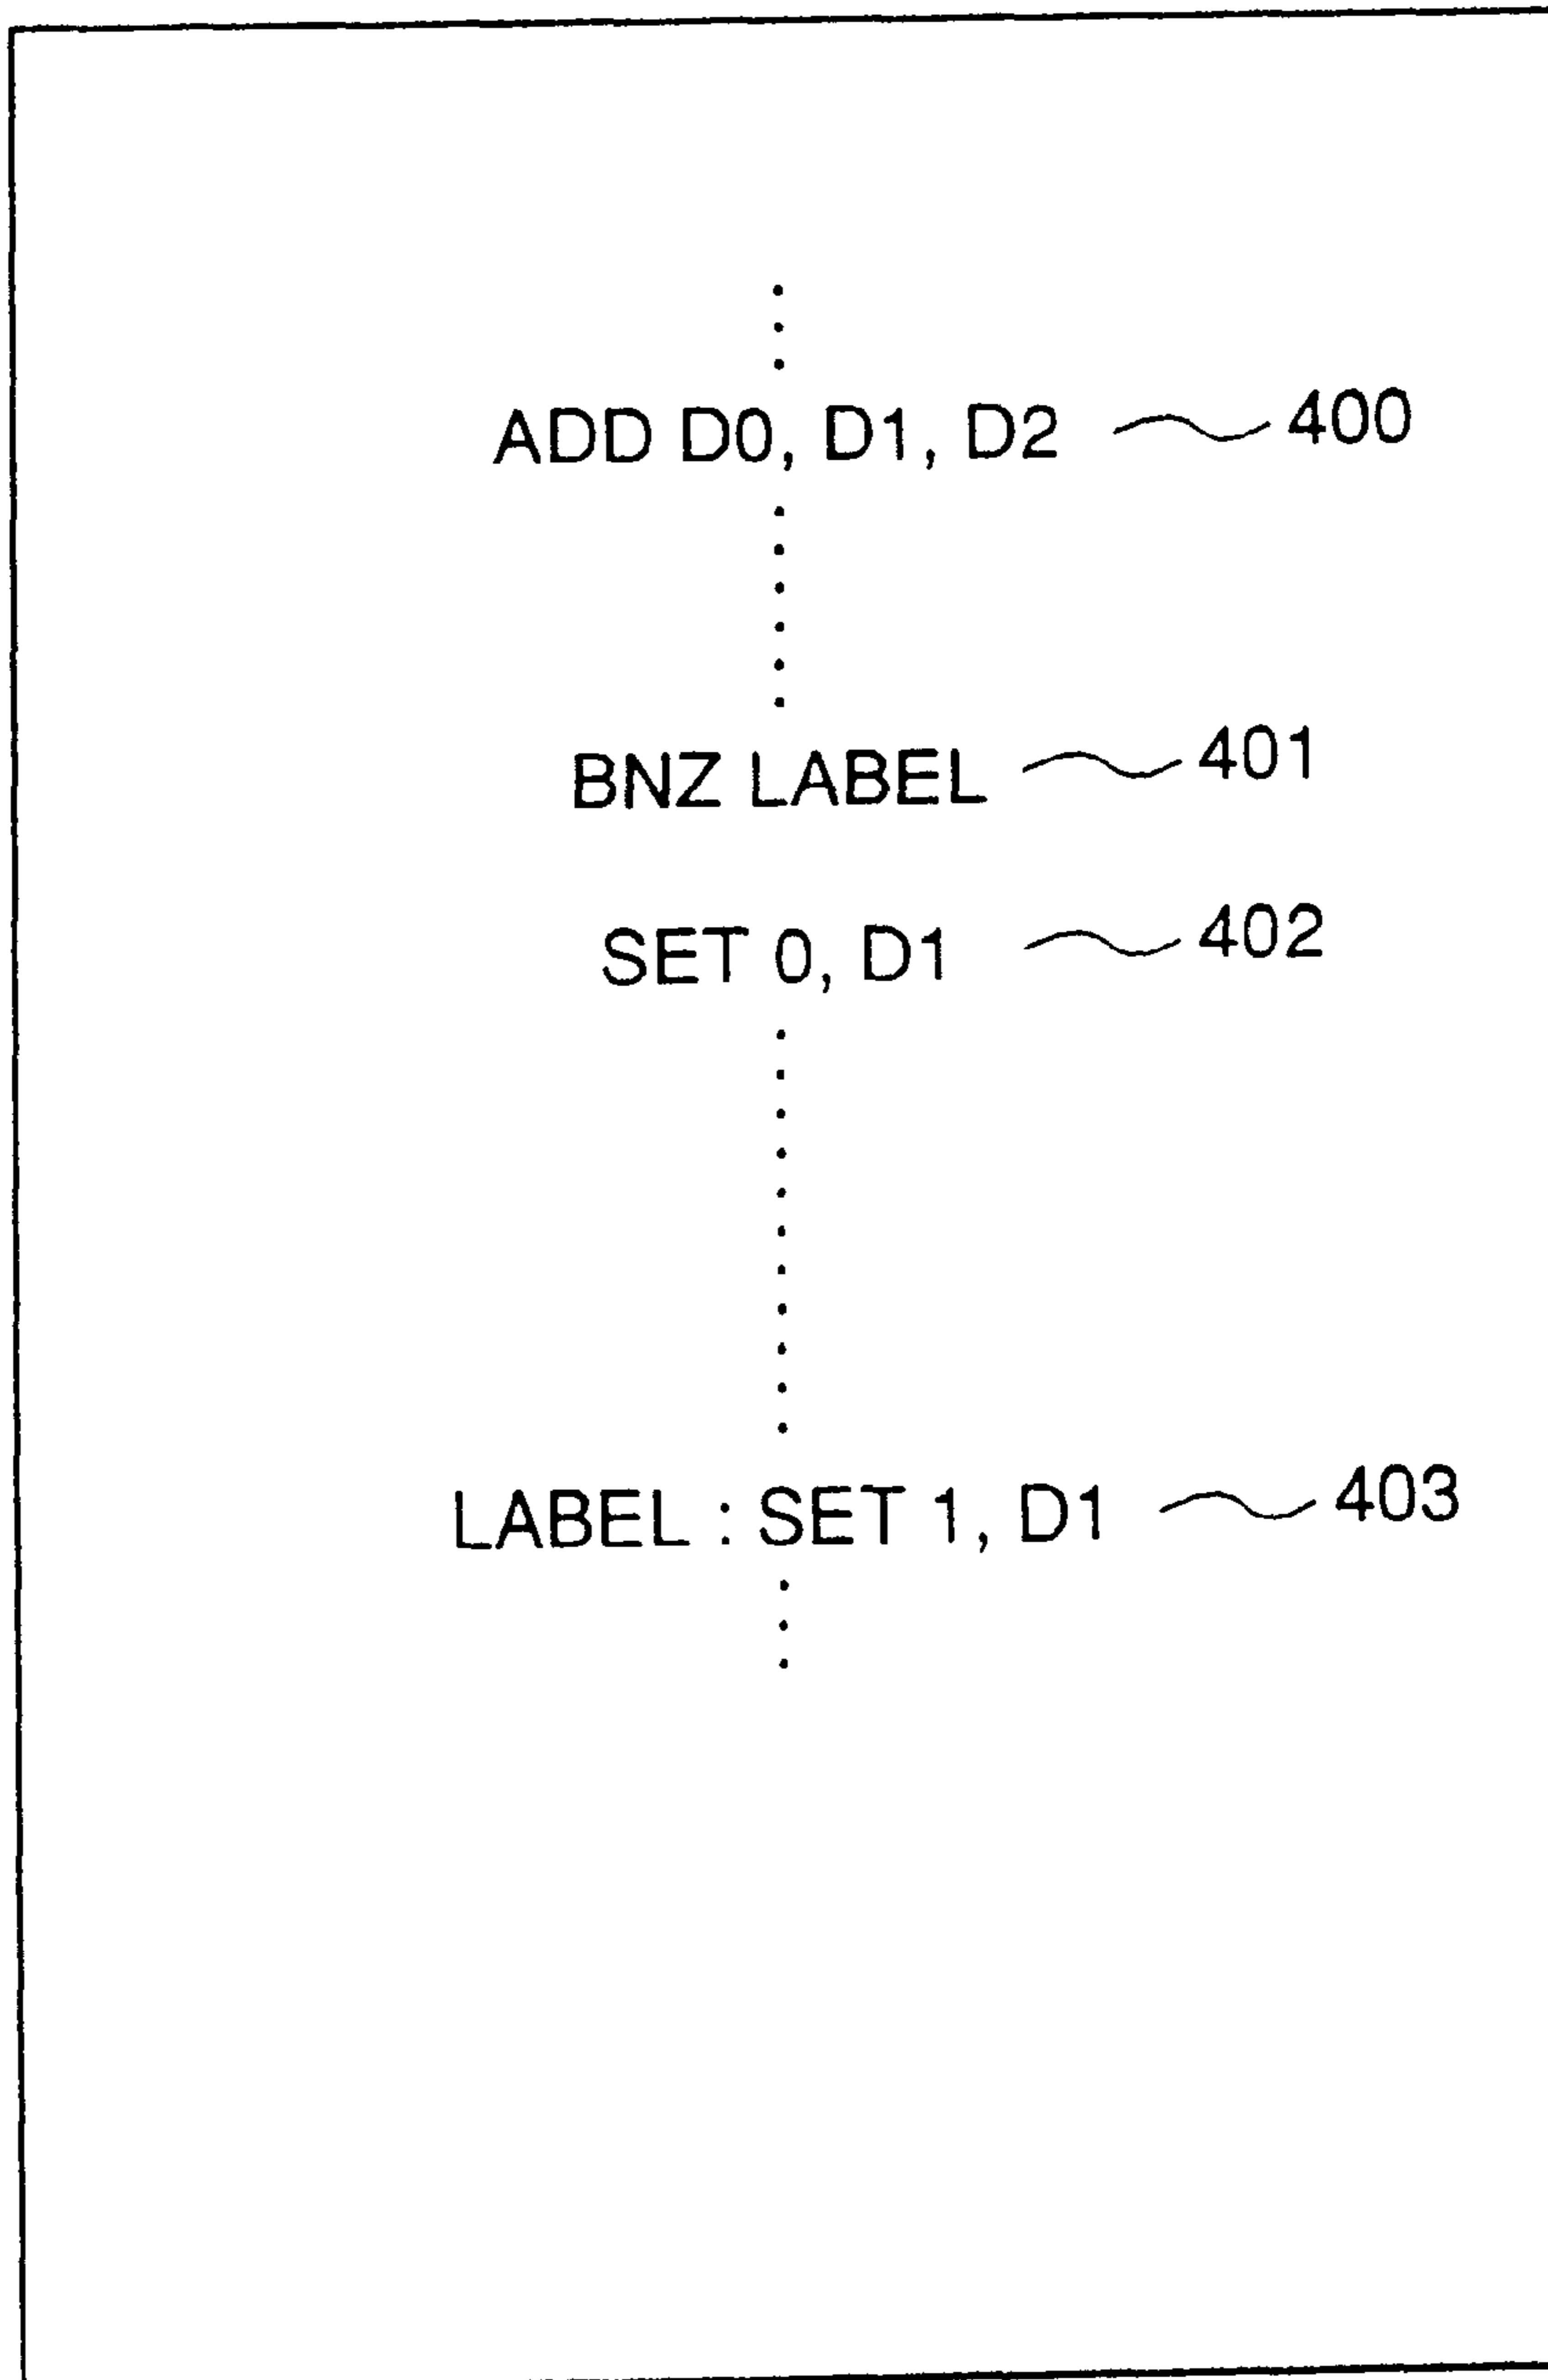 ADD D0, D1, D2 400
BNZ LABEL 401
SET 0, D1 402
LABEL : SET 1, D1 403